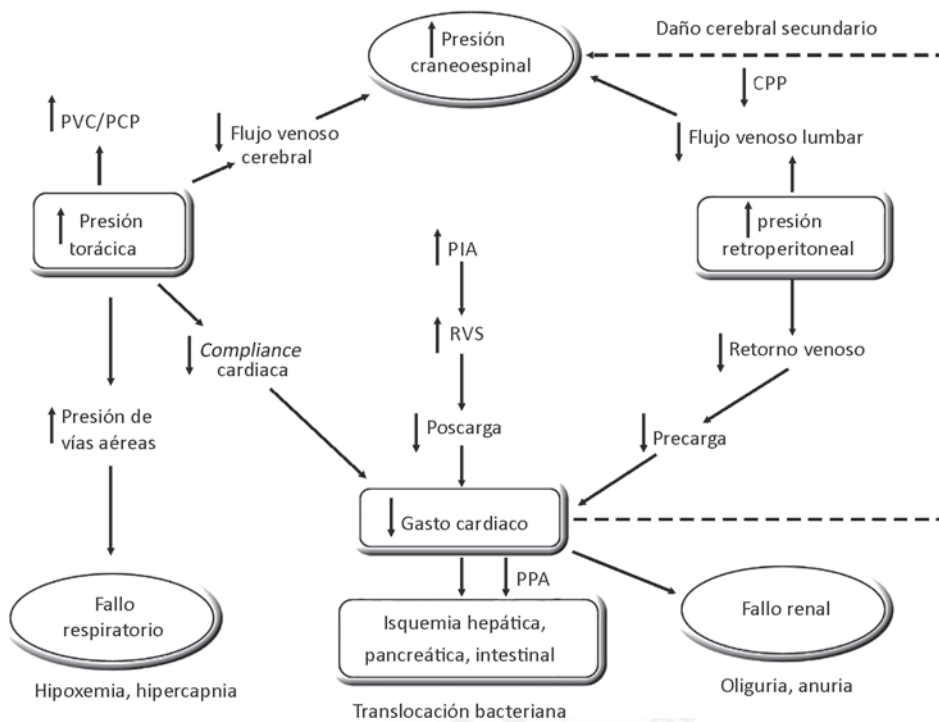 Presión
craneoespinal
Daño cerebral secundario
CPP
PVC/PCP
Flujo venoso
cerebral
Flujo venoso lumbar
Presión
torácica
presión
retroperitoneal
PIA
RVS
Compliance
cardiaca
Retorno venoso
Presión de
vías aéreas
Poscarga
Precarga
Gasto cardiaco
PPA
Fallo
respiratorio
Isquemia hepática,
pancreática, intestinal
Fallo renal
Hipoxemia, hipercapnia
Oliguria, anuria
Translocación bacteriana